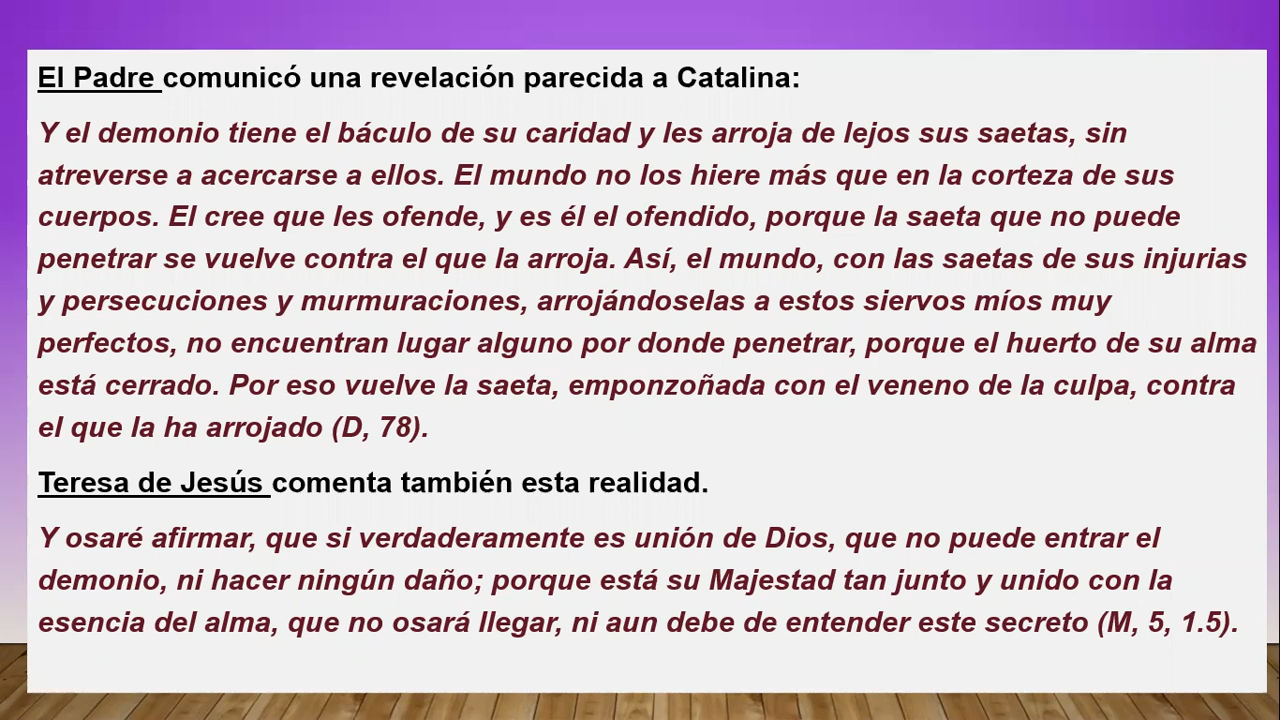 El Padre comunicó una revelación parecida a Catalina:
Y el demonio tiene el báculo de su caridad y les arroja de lejos sus saetas, sin
atreverse a acercarse a ellos. El mundo no los hiere más que en la corteza de sus
cuerpos. El cree que les ofende, y es él el ofendido, porque la saeta que no puede
penetrar se vuelve contra el que la arroja. Así, el mundo, con las saetas de sus injurias
y persecuciones y murmuraciones, arrojándoselas a estos siervos míos muy
perfectos, no encuentran lugar alguno por donde penetrar, porque el huerto de su alma
está cerrado. Por eso vuelve la saeta, emponzoñada con el veneno de la culpa, contra
el que la ha arrojado (D, 78).
Teresa de Jesús comenta también esta realidad.
Y osaré afirmar, que si verdaderamente es unión de Dios, que no puede entrar el
demonio, ni hacer ningún daño; porque está su Majestad tan junto y unido con la
esencia del alma, que no osará llegar, ni aun debe de entender este secreto (M, 5, 1.5).